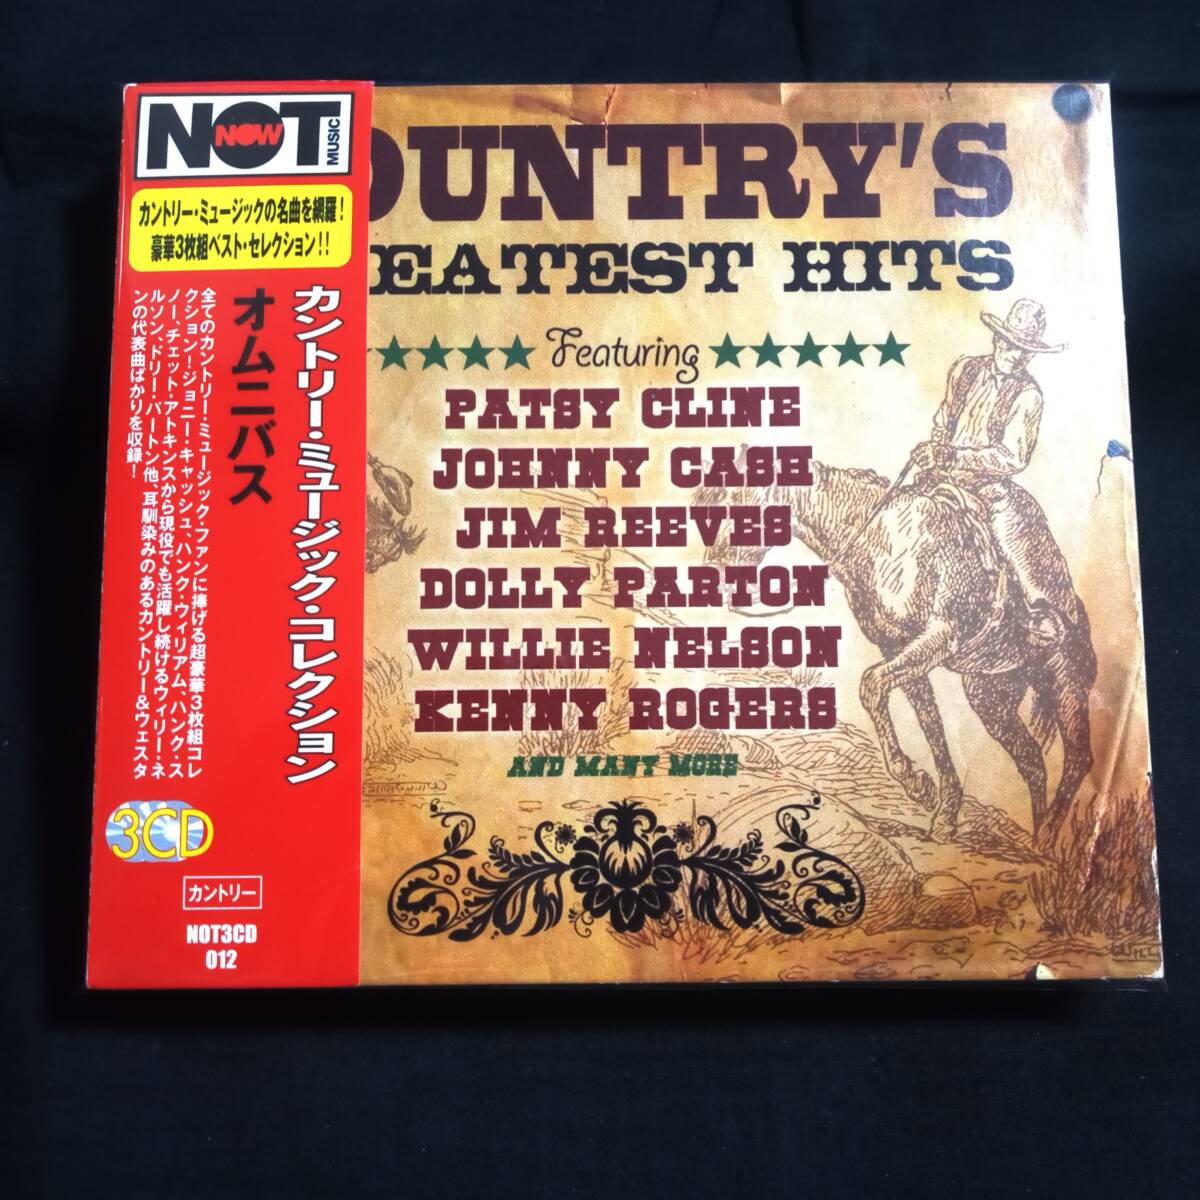 NOT
NOW
MUSIC
カントリー・ミュージックの名曲を網羅！
豪華3枚組ベスト・セレクション！！
カントリー・ミュージック・コレクション
オムニバス
全てのカントリー・ミュージック・ファンに捧げる超豪華３枚組コレ
クション！ジョニー・キャッシュ、ハンク・ウィリアム、ハンク・ス
ノー、チェット・アトキンスから現役でも活躍し続けるウィリー・ネ
ルソン、ドリー・パートン他、耳馴染みのあるカントリー＆ウェスタ
ンの代表曲ばかりを収録！
3CD
カントリー
NOT3CD
012
OUNTRY'S
EATEST HITS
Featuring
PATSY CLINE
JOHNNY CASH
JIM REEVES
DOLLY PARTON
WILLIE NELSON
KENNY ROGERS
AND MANY MORE